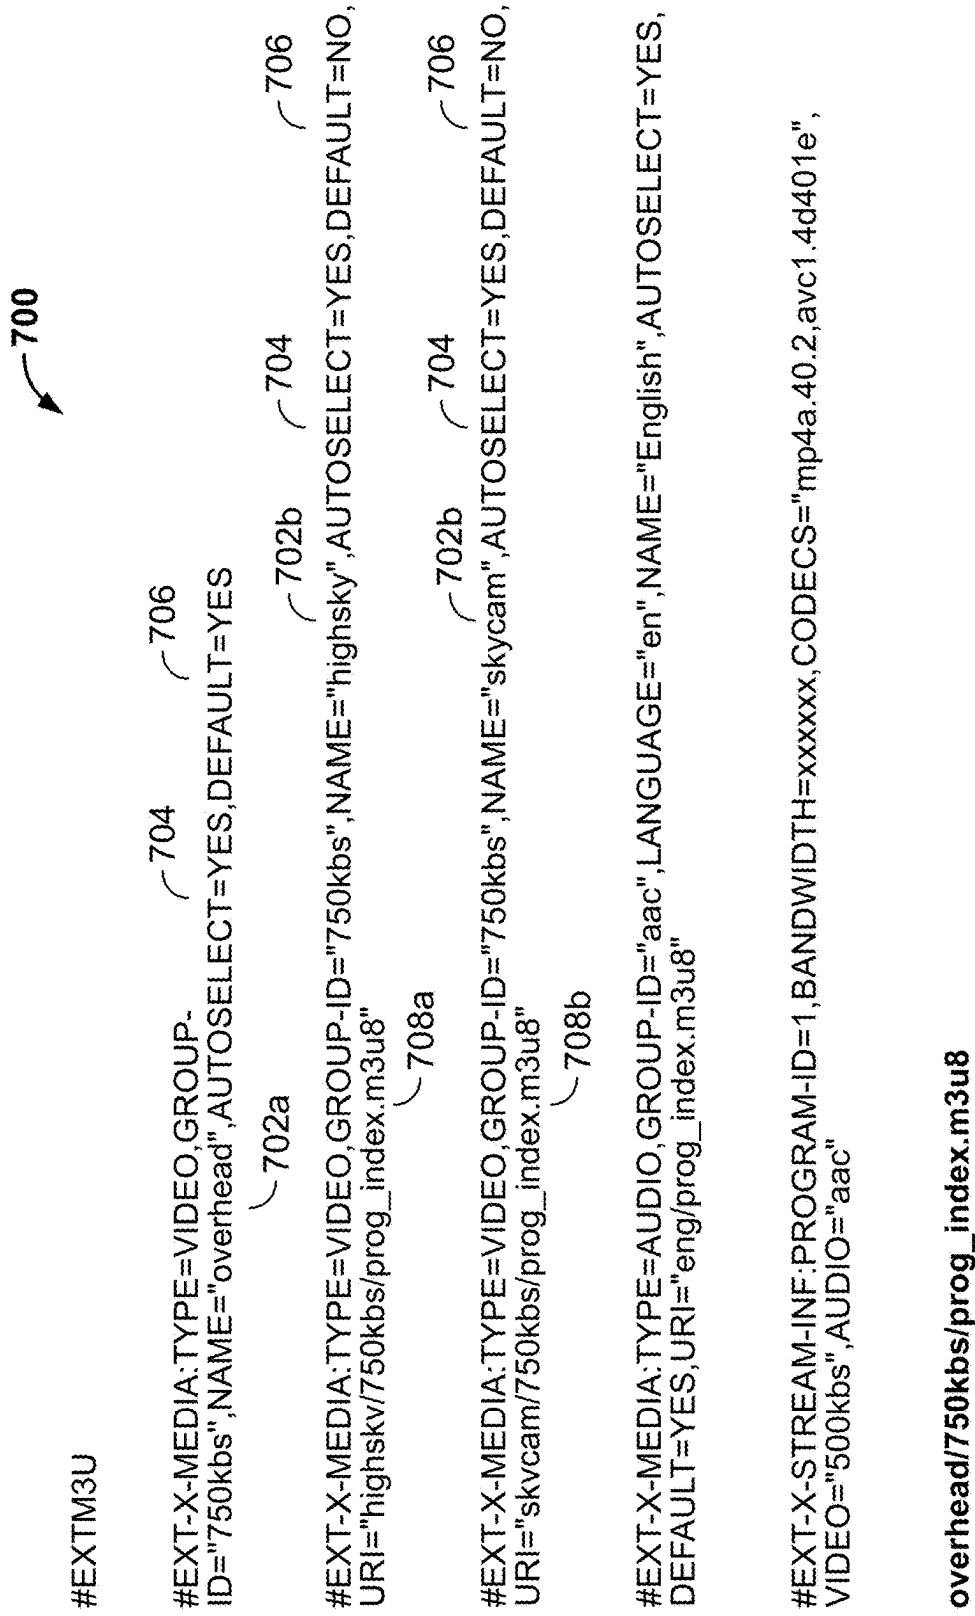 700
#EXTM3U
704
706
#EXT-X-MEDIA:TYPE=VIDEO,GROUP-
ID="750kbs",NAME="overhead",AUTOSELECT=YES,DEFAULT=YES
702a
702b
704
706
#EXT-X-MEDIA:TYPE=VIDEO,GROUP-ID="750kbs",NAME="highsky",AUTOSELECT=YES,DEFAULT=NO,
URI="highskv/750kbs/prog_index.m3u8"
708a
702b
704
706
#EXT-X-MEDIA:TYPE=VIDEO,GROUP-ID="750kbs",NAME="skycam",AUTOSELECT=YES,DEFAULT=NO,
URI="skvcam/750kbs/prog_index.m3u8"
708b
#EXT-X-MEDIA:TYPE=AUDIO,GROUP-ID="aac",LANGUAGE="en",NAME="English",AUTOSELECT=YES,
DEFAULT=YES,URI="eng/prog_index.m3u8"
#EXT-X-STREAM-INF:PROGRAM-ID=1,BANDWIDTH=xxxxxx,CODECS="mp4a.40.2,avc1.4d401e",
VIDEO="500kbs",AUDIO="aac"
overhead/750kbs/prog_index.m3u8